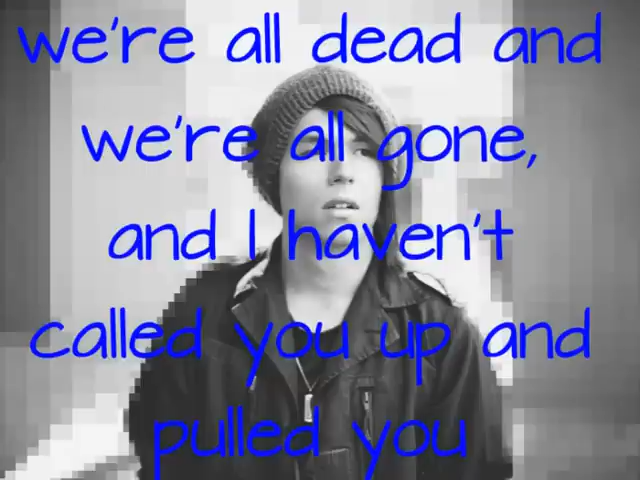 we're all dead and
we're all gone,
and I haven't
called you up and
pulled you